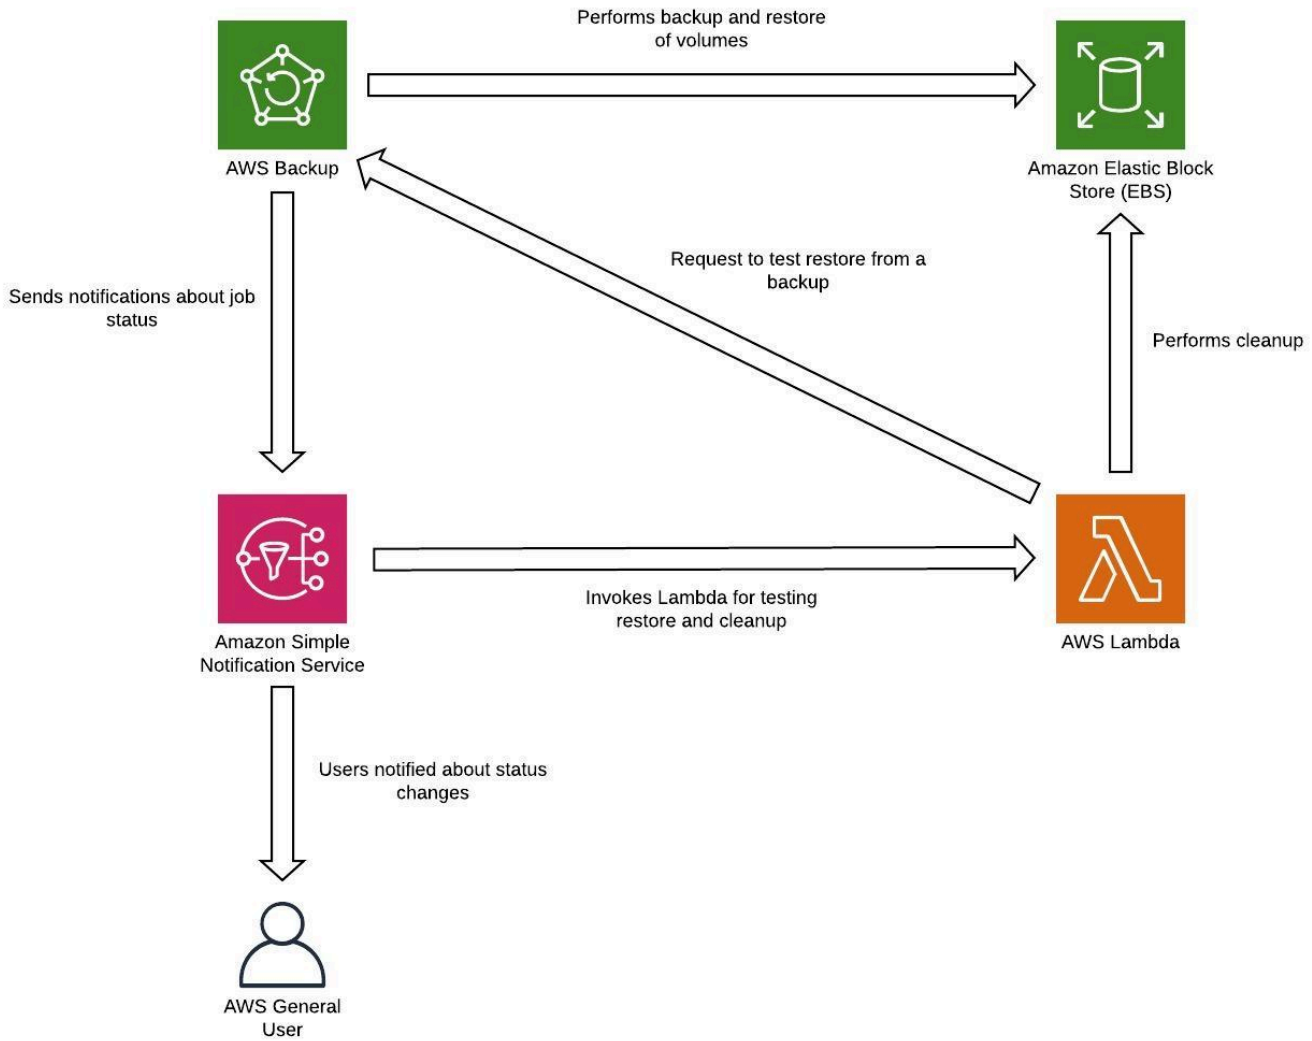 Performs backup and restore
of volumes
AWS Backup
Amazon Elastic Block
Store (EBS)
Request to test restore from a
backup
Sends notifications about job
status
Performs cleanup
Invokes Lambda for testing
restore and cleanup
Amazon Simple
Notification Service
AWS Lambda
Users notified about status
changes
AWS General
User